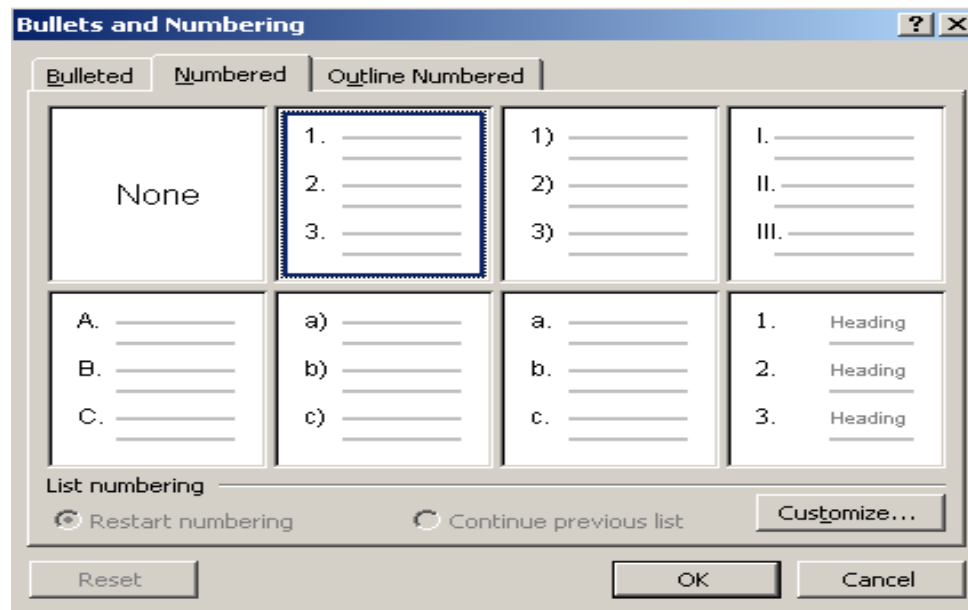 Bullets and Numbering
Bulleted Numbered Outline Numbered
None
1.
2.
3.
1)
2)
3)
I.
II.
III.
A.
B.
C.
a)
b)
c)
a.
b.
c.
1. Heading
2. Heading
3. Heading
List numbering
Restart numbering Continue previous list Customize...
Reset OK Cancel